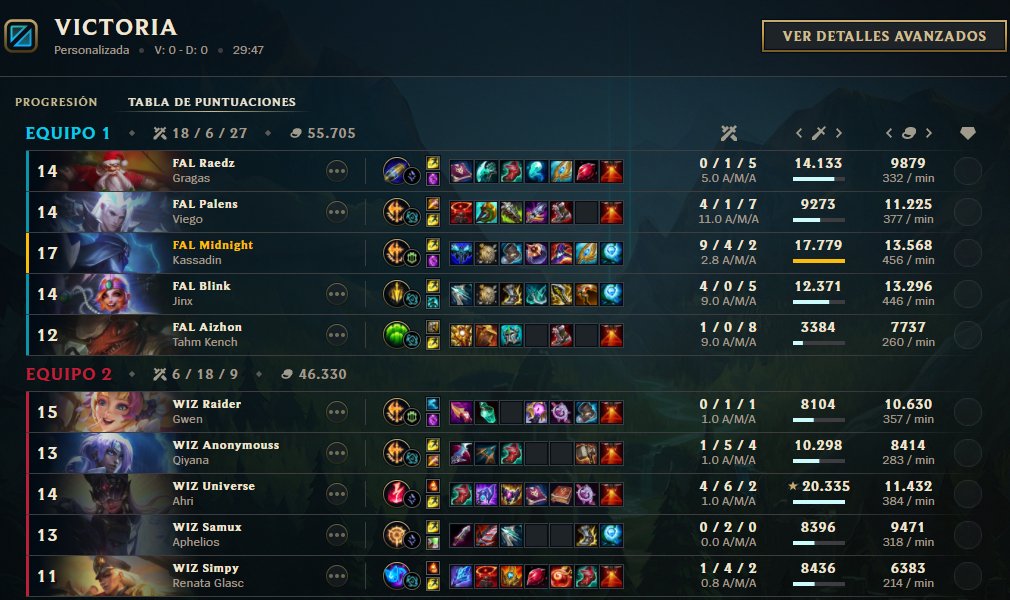 VICTORIA
Personalizada • V: 0 - D: 0 • 29:47
VER DETALLES AVANZADOS
PROGRESIÓN TABLA DE PUNTUACIONES
EQUIPO 1 • 18 / 6 / 27 • 55.705
14 FAL Raedz 0 / 1 / 5 14.133 9879
Gragas 5.0 A/M/A 332 / min
14 FAL Palens 4 / 1 / 7 9273 11.225
Viego 11.0 A/M/A 377 / min
17 FAL Midnight 9 / 4 / 2 17.779 13.568
Kassadin 2.8 A/M/A 456 / min
14 FAL Blink 4 / 0 / 5 12.371 13.296
Jinx 9.0 A/M/A 446 / min
12 FAL Aizhon 1 / 0 / 8 3384 7737
Tahm Kench 9.0 A/M/A 260 / min
EQUIPO 2 • 6 / 18 / 9 • 46.330
15 WIZ Raider 0 / 1 / 1 8104 10.630
Gwen 1.0 A/M/A 357 / min
13 WIZ Anonymouss 1 / 5 / 4 10.298 8414
Qiyana 1.0 A/M/A 283 / min
14 WIZ Universe 4 / 6 / 2 20.335 11.432
Ahri 1.0 A/M/A 384 / min
13 WIZ Samux 0 / 2 / 0 8396 9471
Aphelios 0.0 A/M/A 318 / min
11 WIZ Simpy 1 / 4 / 2 8436 6383
Renata Glasc 0.8 A/M/A 214 / min